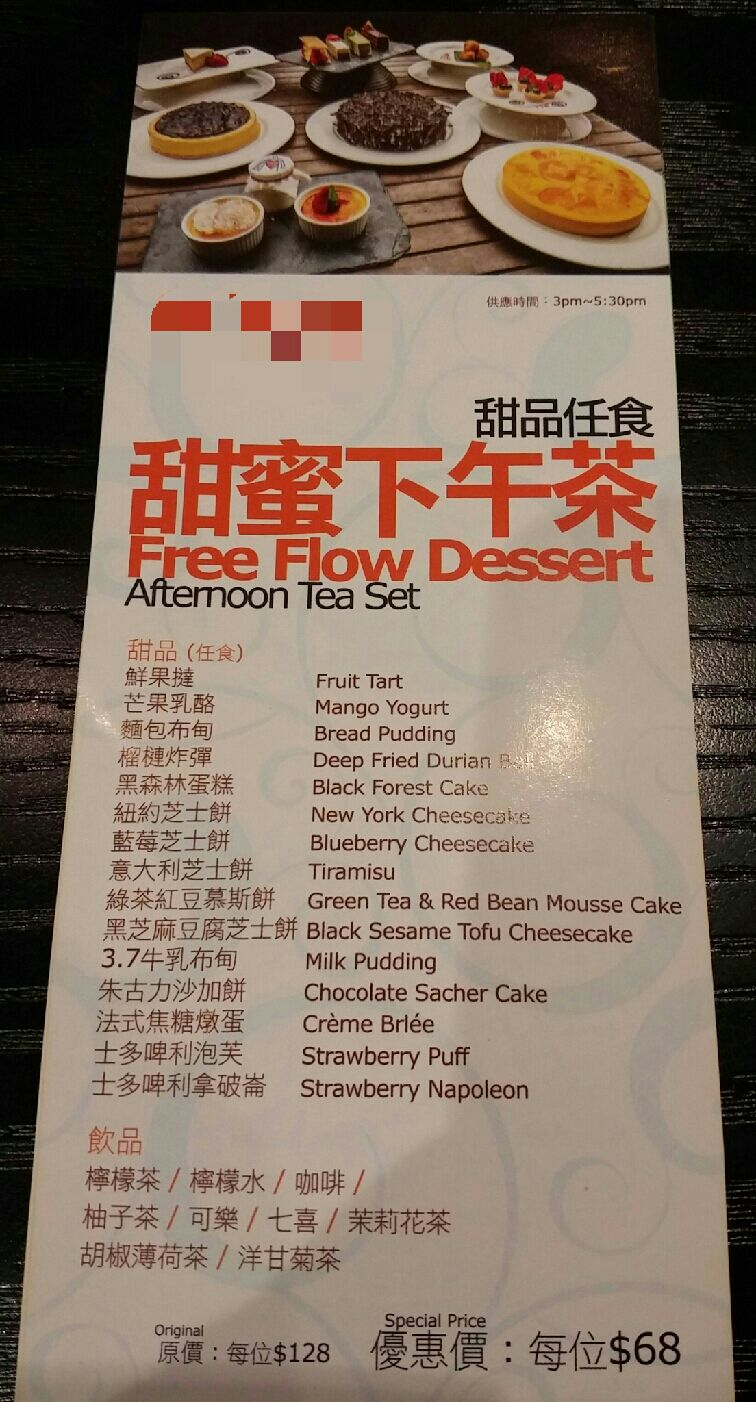 供應時間：3pm~5:30pm
甜品任食
甜蜜下午茶
Free Flow Dessert
Afternoon Tea Set
甜品 (任食)
鮮果撻 Fruit Tart
芒果乳酪 Mango Yogurt
麵包布甸 Bread Pudding
榴槤炸彈 Deep Fried Durian
黑森林蛋糕 Black Forest Cake
紐約芝士餅 New York Cheesecake
藍莓芝士餅 Blueberry Cheesecake
意大利芝士餅 Tiramisu
綠茶紅豆慕斯餅 Green Tea & Red Bean Mousse Cake
黑芝麻豆腐芝士餅 Black Sesame Tofu Cheesecake
3.7牛乳布甸 Milk Pudding
朱古力沙加餅 Chocolate Sacher Cake
法式焦糖燉蛋 Crème Brlée
士多啤利泡芙 Strawberry Puff
士多啤利拿破崙 Strawberry Napoleon
飲品
檸檬茶 / 檸檬水 / 咖啡 /
柚子茶 / 可樂 / 七喜 / 茉莉花茶
胡椒薄荷茶 / 洋甘菊茶
Original
原價：每位$128
Special Price
優惠價：每位$68